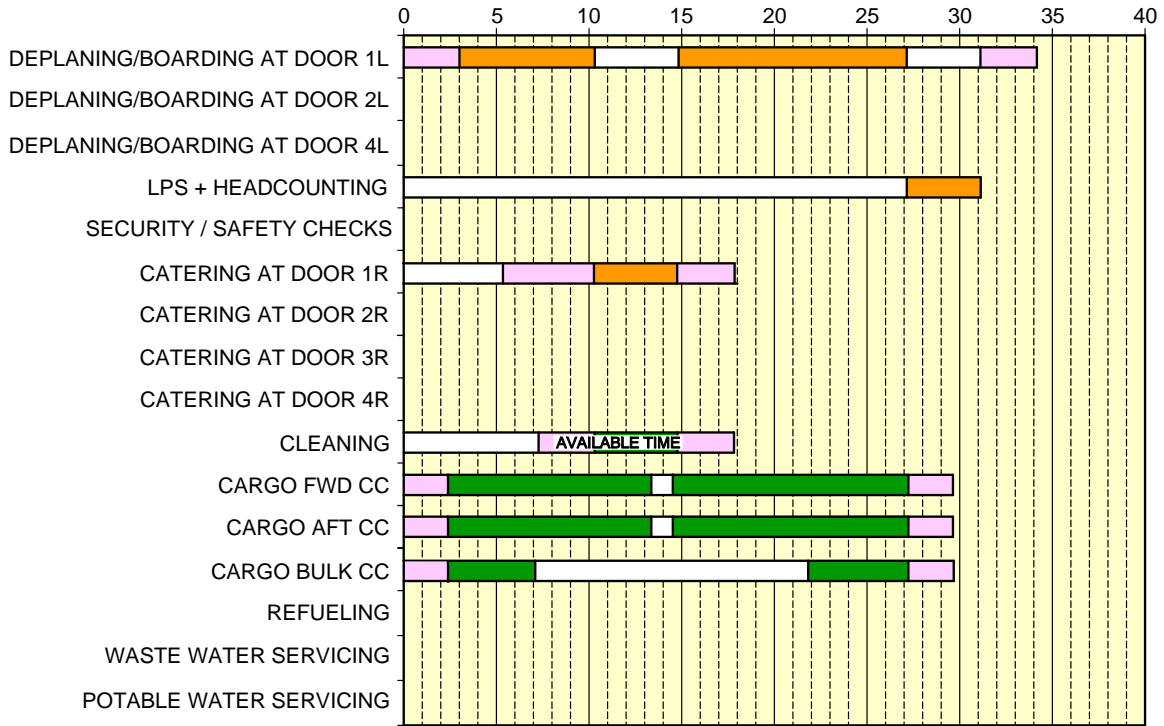 0 5 10 15 20 25 30 35 40
DEPLANING/BOARDING AT DOOR 1L
DEPLANING/BOARDING AT DOOR 2L
DEPLANING/BOARDING AT DOOR 4L
LPS + HEADCOUNTING
SECURITY / SAFETY CHECKS
CATERING AT DOOR 1R
CATERING AT DOOR 2R
CATERING AT DOOR 3R
CATERING AT DOOR 4R
CLEANING AVAILABLE TIME
CARGO FWD CC
CARGO AFT CC
CARGO BULK CC
REFUELING
WASTE WATER SERVICING
POTABLE WATER SERVICING